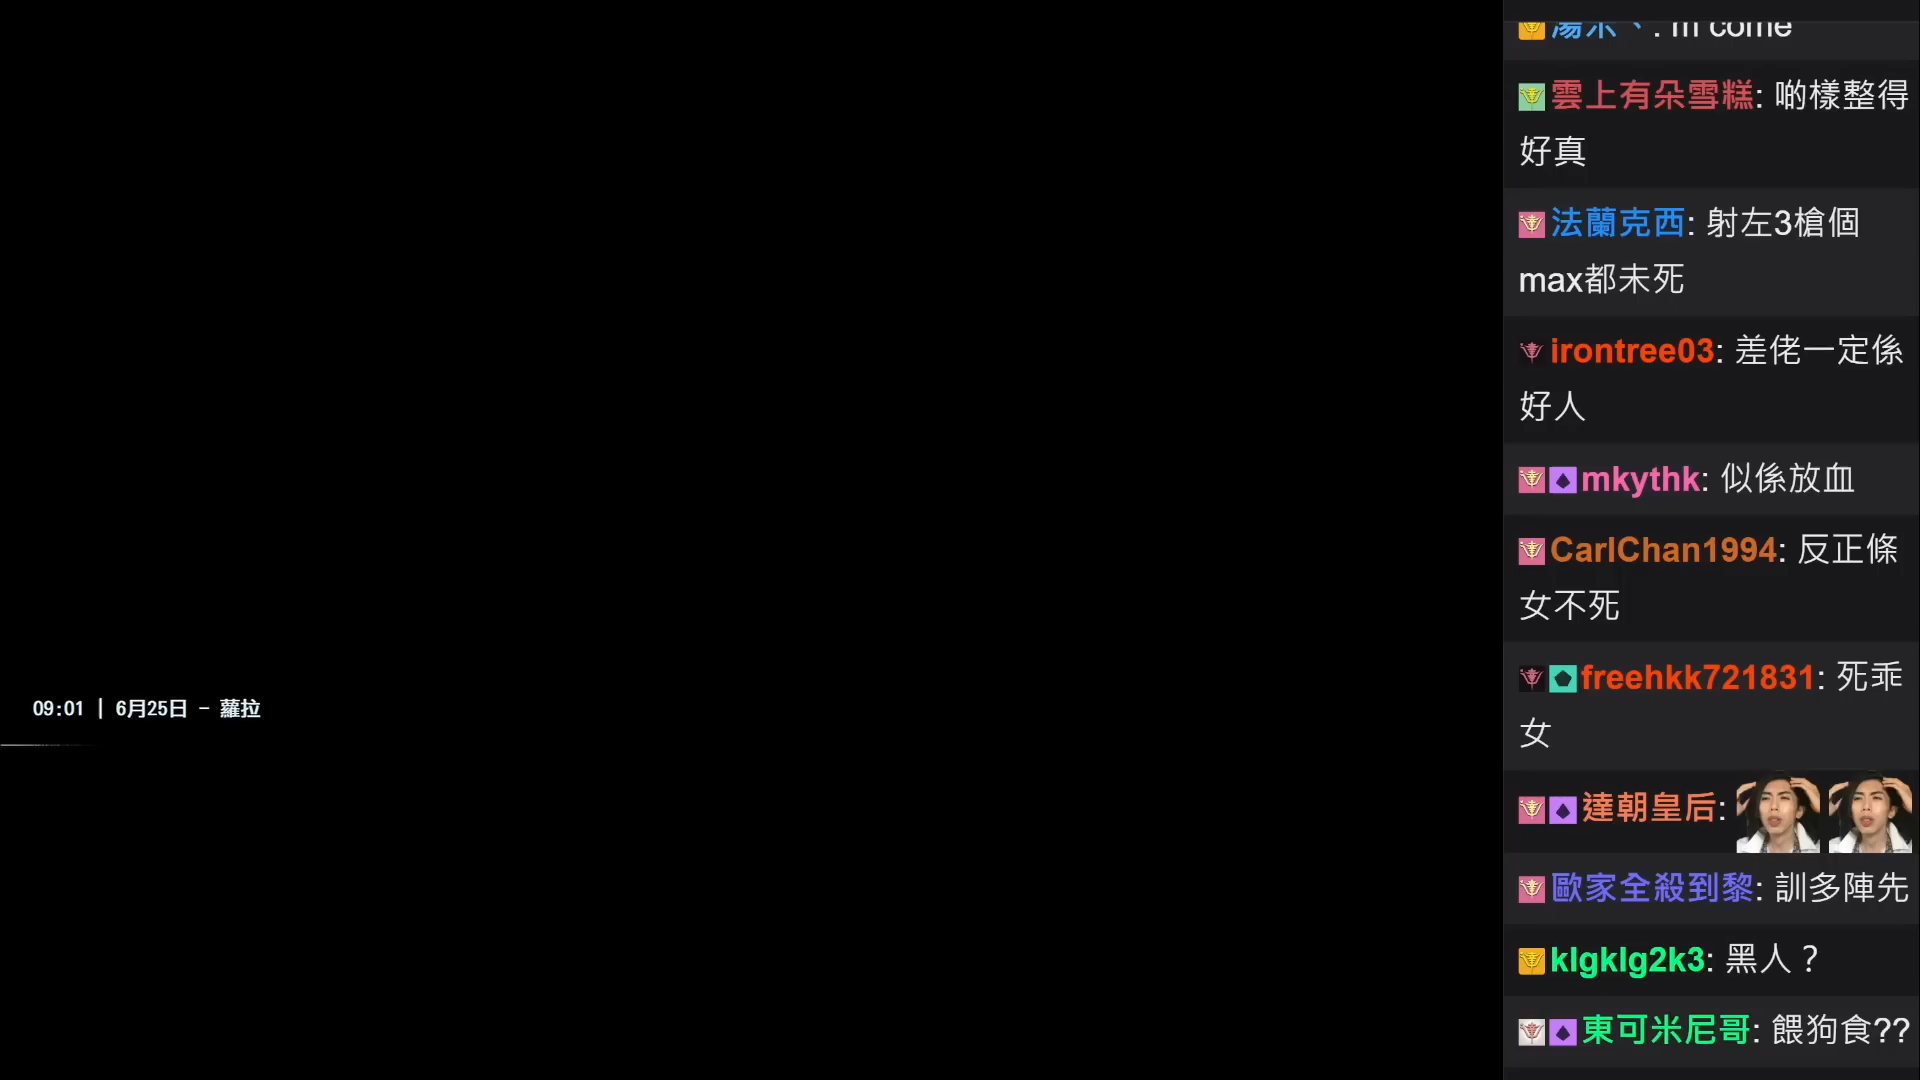 09:01 | 6月25日 - 蘿拉
: m come
雲上有朵雪糕: 啲樣整得
好真
法蘭克西: 射左3槍個
max都未死
irontree03: 差佬一定係
好人
mkythk: 似係放血
CarlChan1994: 反正條
女不死
freehkk721831: 死乖
女
達朝皇后:
歐家全殺到黎: 訓多陣先
klgklg2k3: 黑人？
東可米尼哥: 餵狗食??